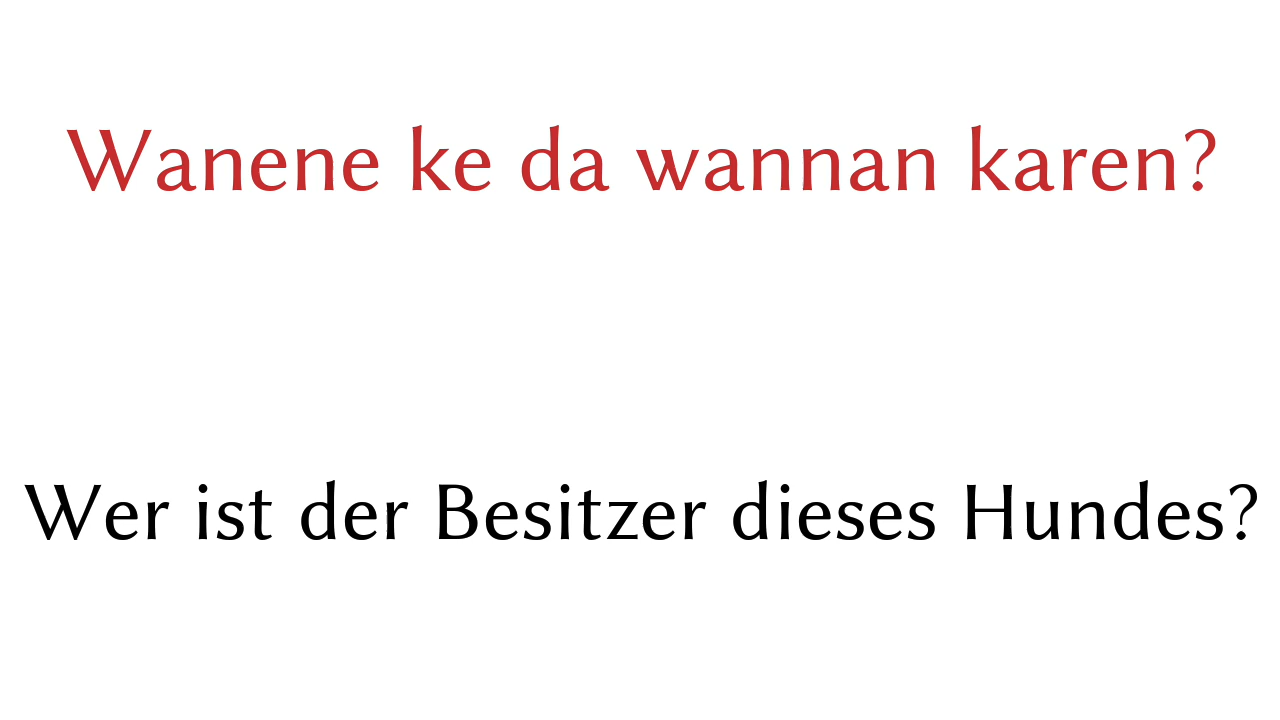 Wanene ke da wannan karen?
Wer ist der Besitzer dieses Hundes?